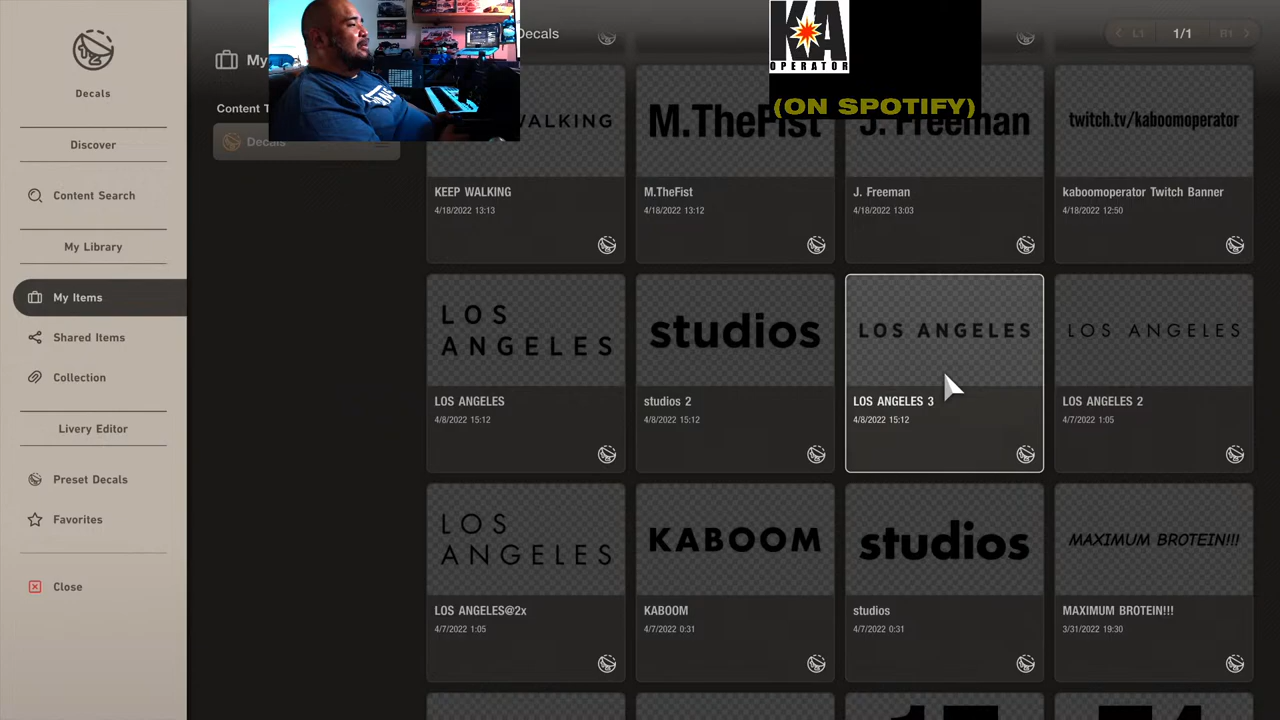 Decals
Discover
Content Search
My Library
My Items
Shared Items
Collection
Livery Editor
Preset Decals
Favorites
Close
My
Content T
Decals
Decals
KA
OPERATOR
(ON SPOTIFY)
L1
1/1
R1
WALKING
KEEP WALKING
4/18/2022 13:13
M.TheFist
M.TheFist
4/18/2022 13:12
J. Freeman
J. Freeman
4/18/2022 13:03
twitch.tv/kaboomoperator
kaboomoperator Twitch Banner
4/18/2022 12:50
LOS
ANGELES
LOS ANGELES
4/8/2022 15:12
studios
studios 2
4/8/2022 15:12
LOS ANGELES
LOS ANGELES 3
4/8/2022 15:12
LOS ANGELES
LOS ANGELES 2
4/7/2022 1:05
LOS
ANGELES
LOS ANGELES@2x
4/7/2022 1:05
KABOOM
KABOOM
4/7/2022 0:31
studios
studios
4/7/2022 0:31
MAXIMUM BROTEIN!!!
MAXIMUM BROTEIN!!!
3/31/2022 19:30